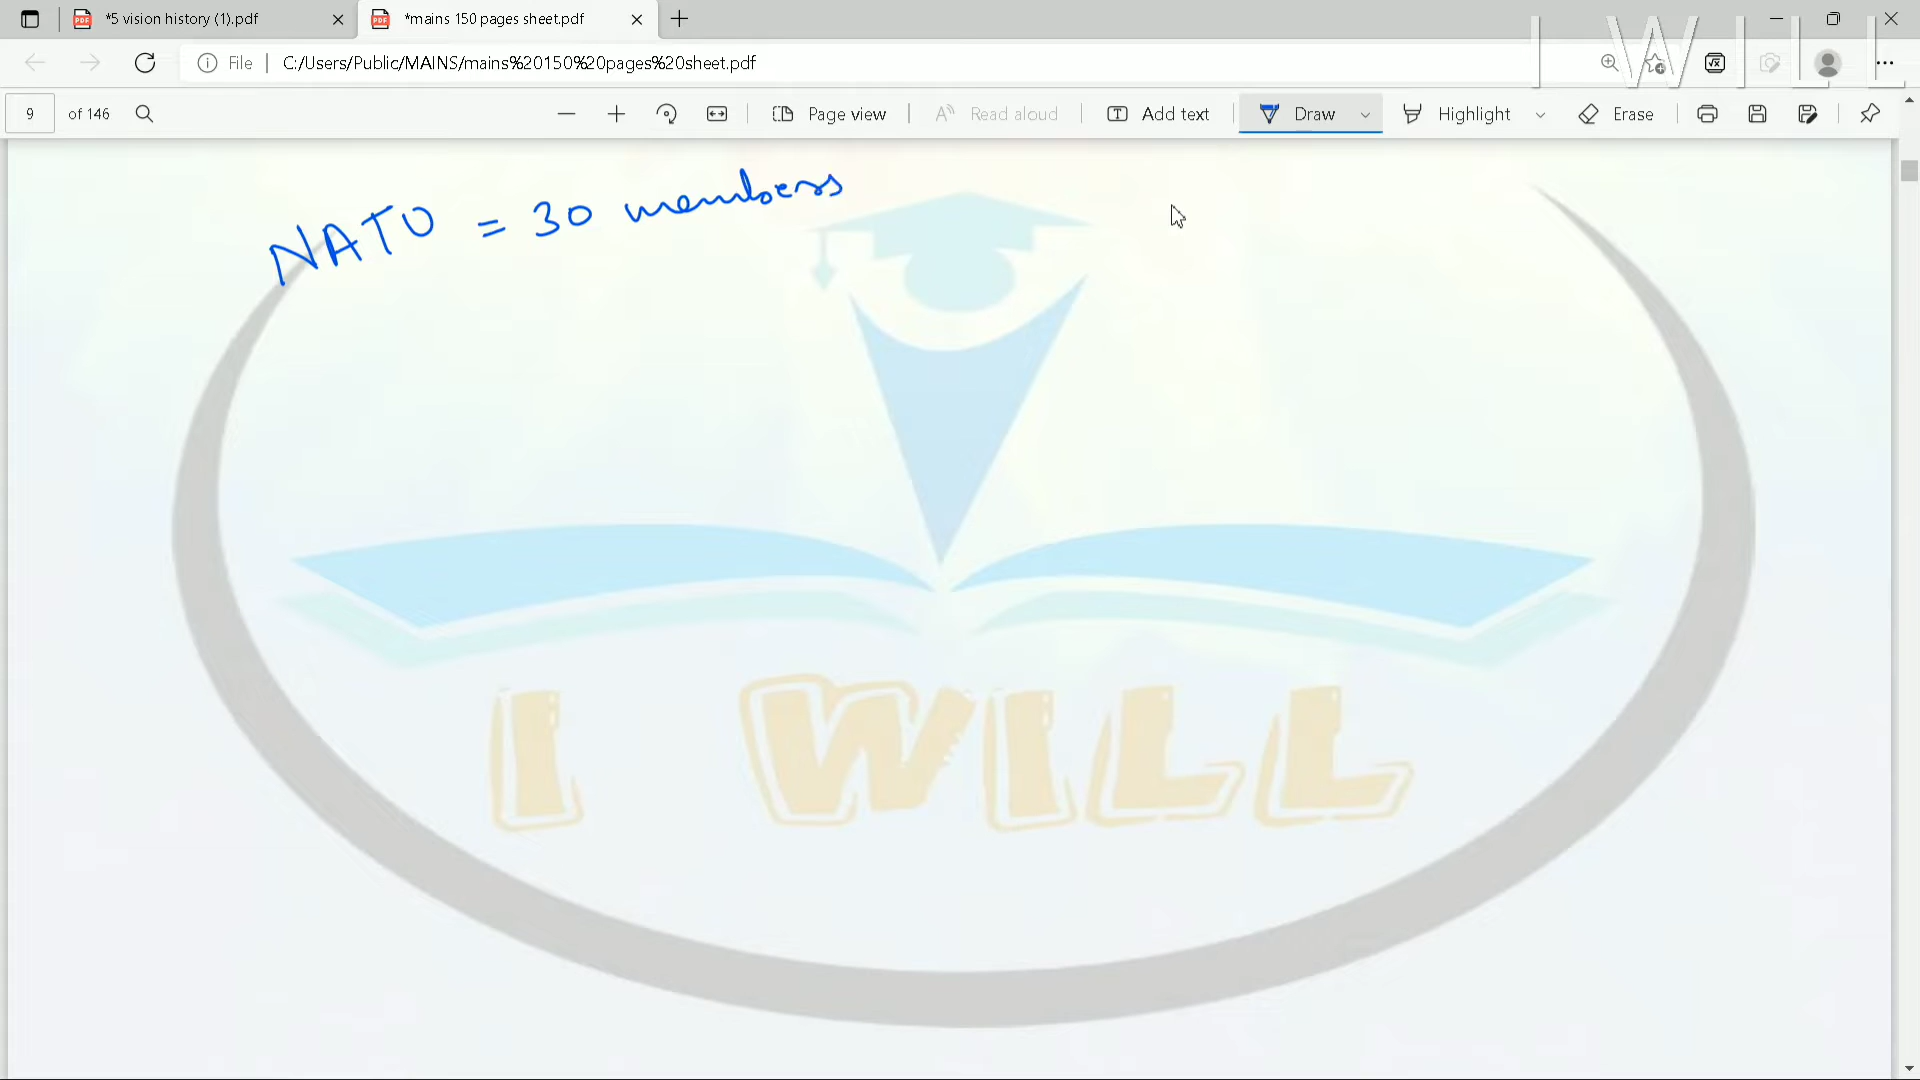 *5 vision history (1).pdf
*mains 150 pages sheet.pdf
File | C:/Users/Public/MAINS/mains%20150%20pages%20sheet.pdf
I WILL
9 of 146
Page view
Read aloud
Add text
Draw
Highlight
Erase
NATO = 30 members
I WILL